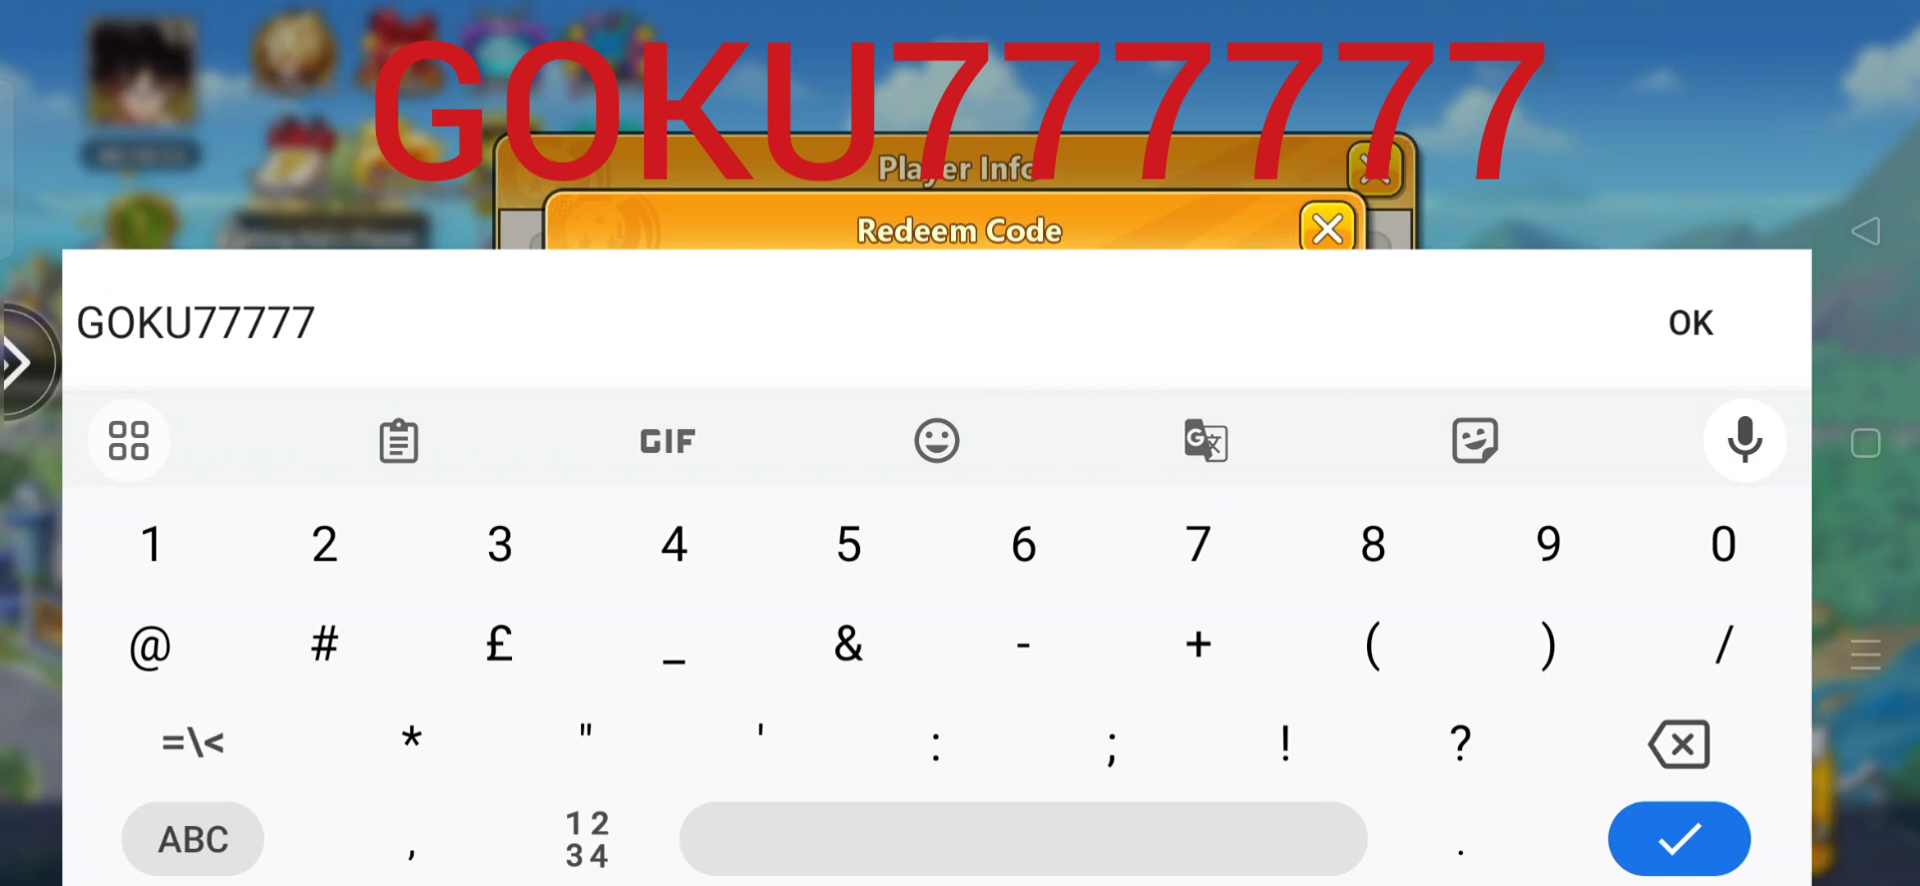 GOKU777777
Player Info
Redeem Code
GOKU77777
OK
GIF
G
1 2 3 4 5 6 7 8 9 0
@ # £ _ & - + ( ) /
=\< * " ' : ; ! ?
ABC , 12 34 .